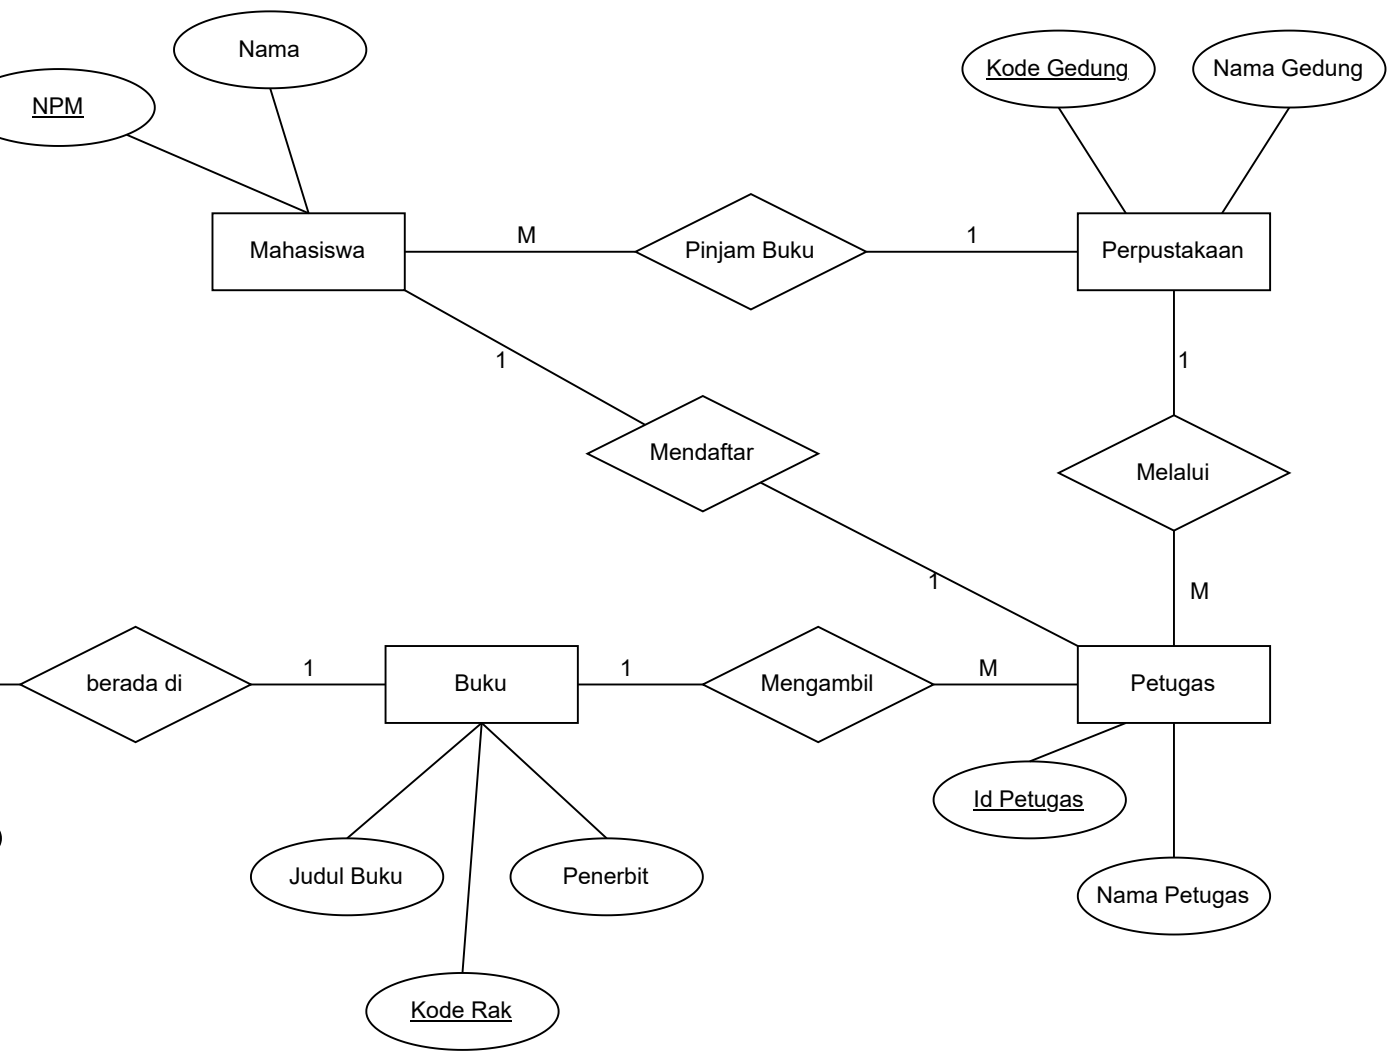 Nama
Kode Gedung
Nama Gedung
NPM
M
1
Mahasiswa
Pinjam Buku
Perpustakaan
1
1
Mendaftar
Melalui
1
M
1
1
M
berada di
Buku
Mengambil
Petugas
Id Petugas
Judul Buku
Penerbit
Nama Petugas
Kode Rak